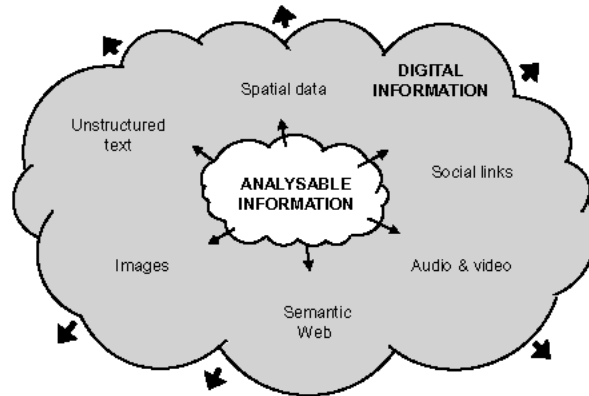 Spatial data
DIGITAL
INFORMATION
Unstructured
text
Social links
ANALYSABLE
INFORMATION
Images
Audio & video
Semantic
Web